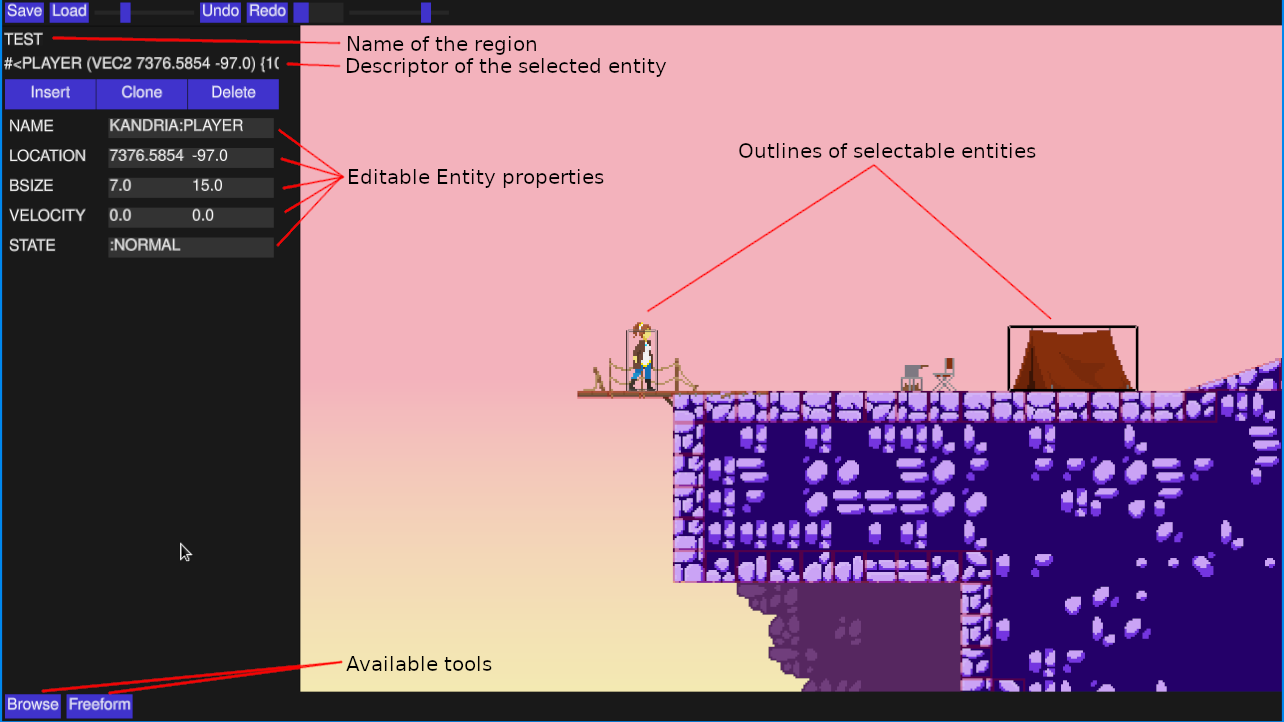 Save Load Undo Redo
TEST
Name of the region
#<PLAYER (VEC2 7376.5854 -97.0) {10
Descriptor of the selected entity
Insert Clone Delete
NAME KANDRIA:PLAYER
LOCATION 7376.5854 -97.0
Outlines of selectable entities
Editable Entity properties
BSIZE 7.0 15.0
VELOCITY 0.0 0.0
STATE :NORMAL
Available tools
Browse Freeform